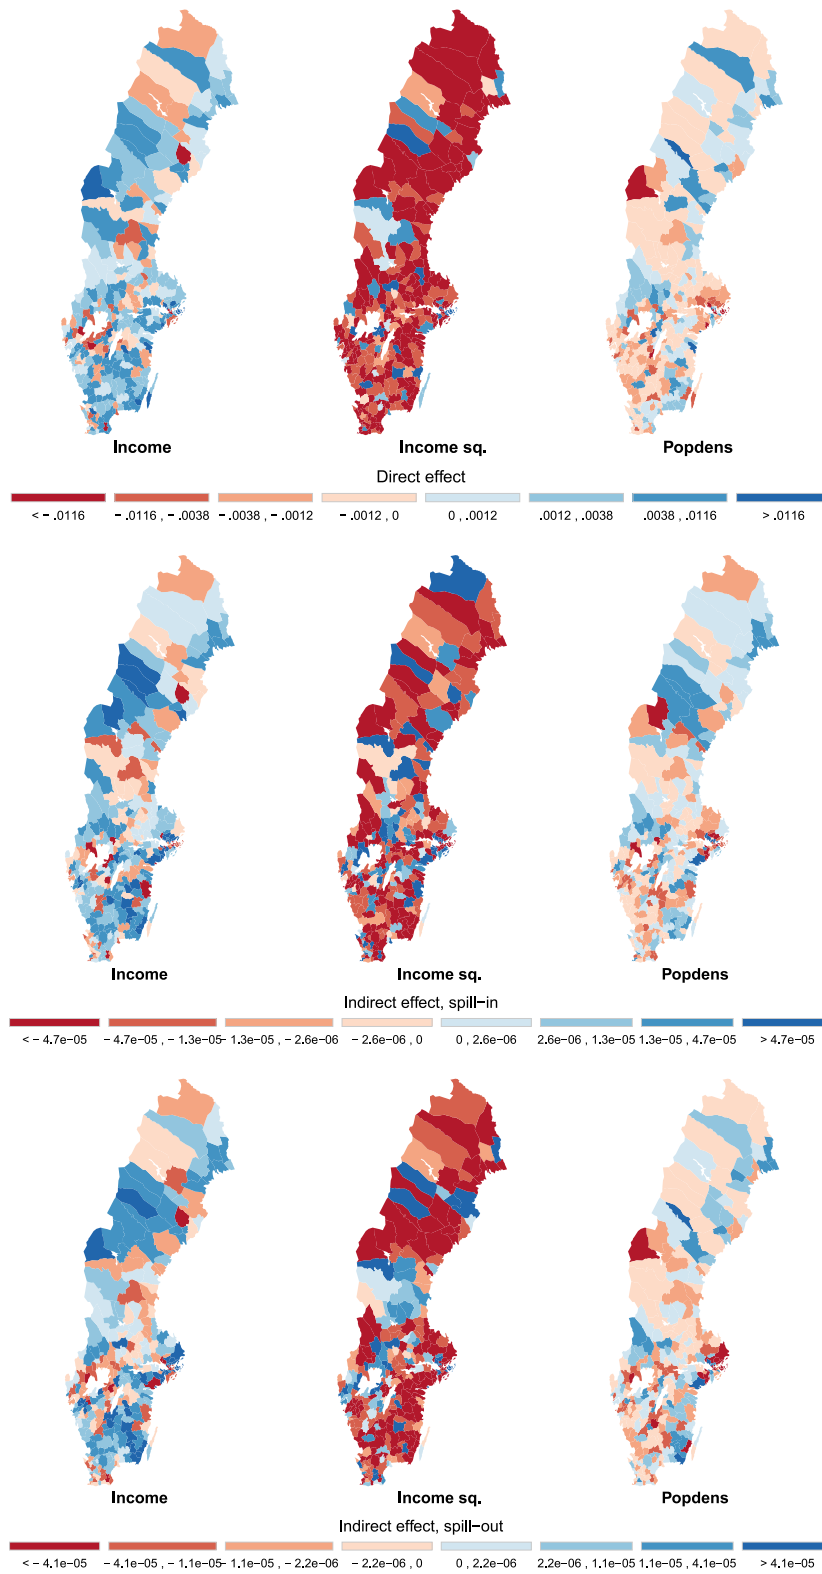 Income Income sq. Popdens
Direct effect
< − .0116 − .0116 , − .0038 − .0038 , − .0012 − .0012 , 0 0 , .0012 .0012 , .0038 .0038 , .0116 > .0116
Income Income sq. Popdens
Indirect effect, spill−in
< − 4.7e−05 − 4.7e−05 , − 1.3e−05 − 1.3e−05 , − 2.6e−06 − 2.6e−06 , 0 0 , 2.6e−06 2.6e−06 , 1.3e−05 1.3e−05 , 4.7e−05 > 4.7e−05
Income Income sq. Popdens
Indirect effect, spill−out
< − 4.1e−05 − 4.1e−05 , − 1.1e−05 − 1.1e−05 , − 2.2e−06 − 2.2e−06 , 0 0 , 2.2e−06 2.2e−06 , 1.1e−05 1.1e−05 , 4.1e−05 > 4.1e−05